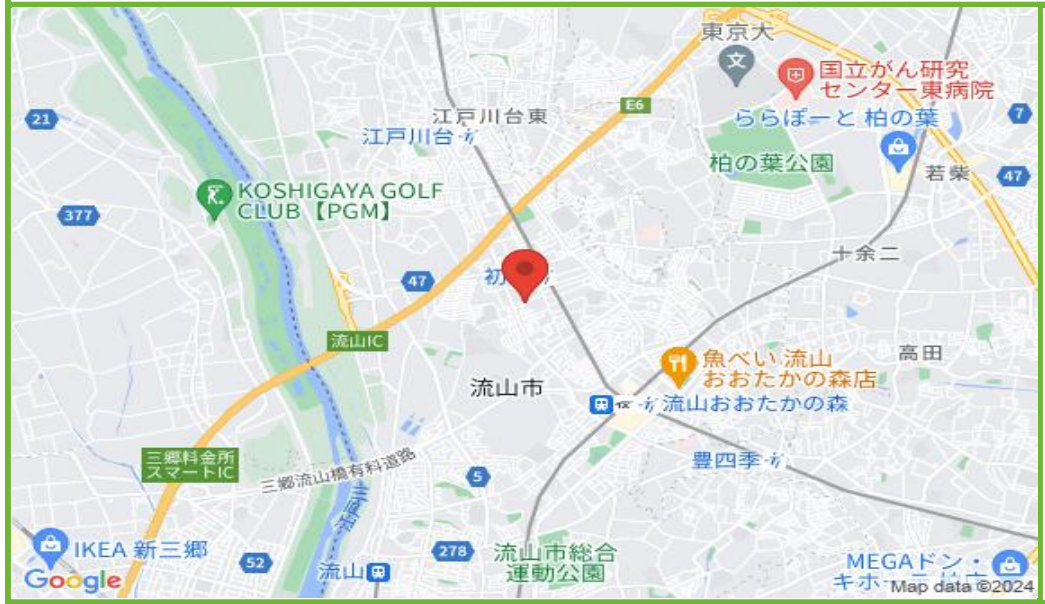 東京大
国立がん研究
センター東病院
E6
21
江戸川台東
江戸川台
ららぽーと 柏の葉
7
柏の葉公園
若柴
47
KOSHIGAYA GOLF
CLUB【PGM】
377
十余二
初
47
流山IC
高田
魚べい 流山
おおたかの森店
流山市
流山おおたかの森
三郷料金所
スマートIC
三郷流山橋有料道路
豊四季
5
IKEA 新三郷
278
流山市総合
運動公園
52
流山
MEGAドン・
キホ
Google
Map data ©2024